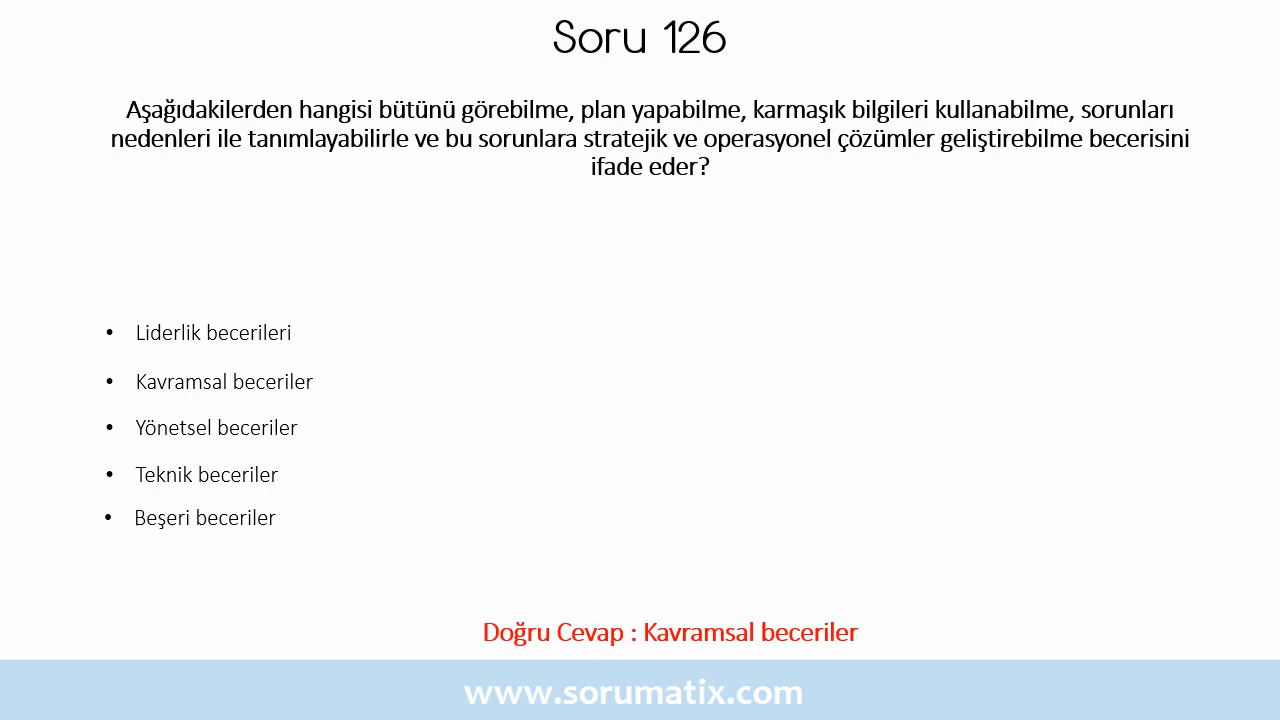 Soru 126
Aşağıdakilerden hangisi bütünü görebilme, plan yapabilme, karmaşık bilgileri kullanabilme, sorunları
nedenleri ile tanımlayabilirle ve bu sorunlara stratejik ve operasyonel çözümler geliştirebilme becerisini
ifade eder?
• Liderlik becerileri
• Kavramsal beceriler
• Yönetsel beceriler
• Teknik beceriler
• Beşeri beceriler
Doğru Cevap : Kavramsal beceriler
www.sorumatix.com